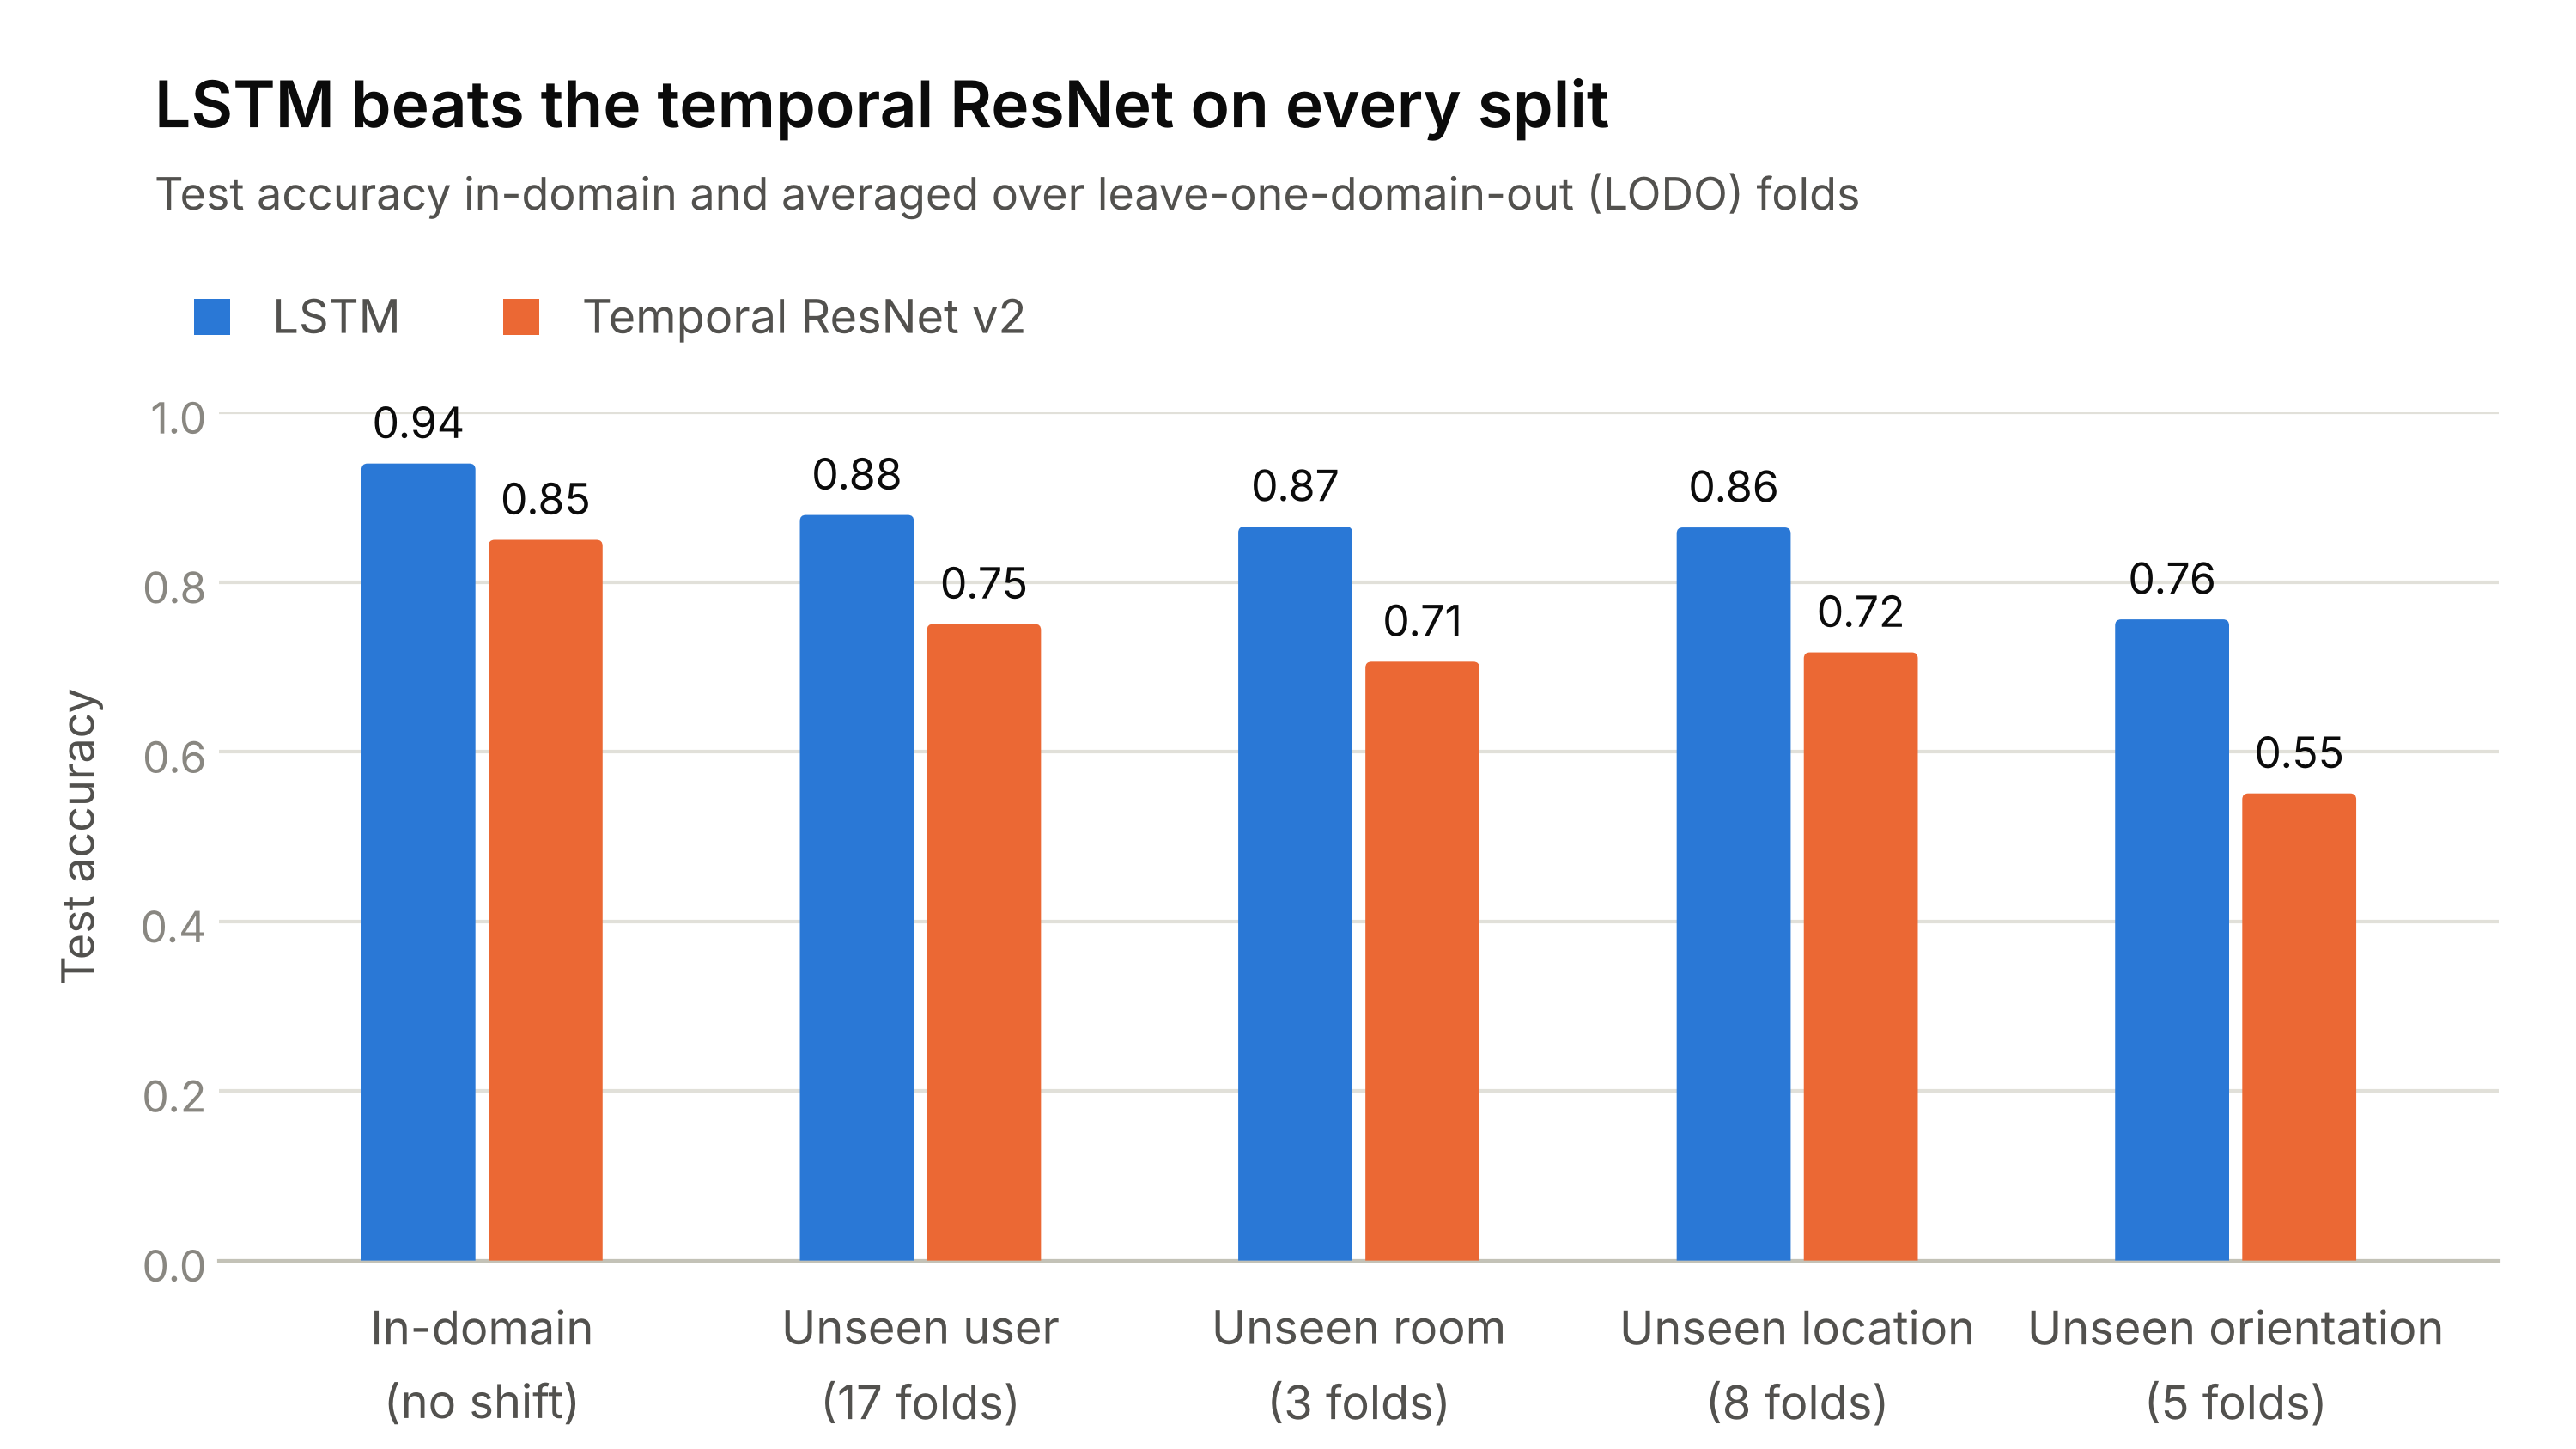 LSTM beats the temporal ResNet on every split
Test accuracy in-domain and averaged over leave-one-domain-out (LODO) folds
LSTM Temporal ResNet v2
Test accuracy
1.0
0.8
0.6
0.4
0.2
0.0
0.94 0.85
0.88 0.75
0.87 0.71
0.86 0.72
0.76 0.55
In-domain Unseen user Unseen room Unseen location Unseen orientation
(no shift) (17 folds) (3 folds) (8 folds) (5 folds)